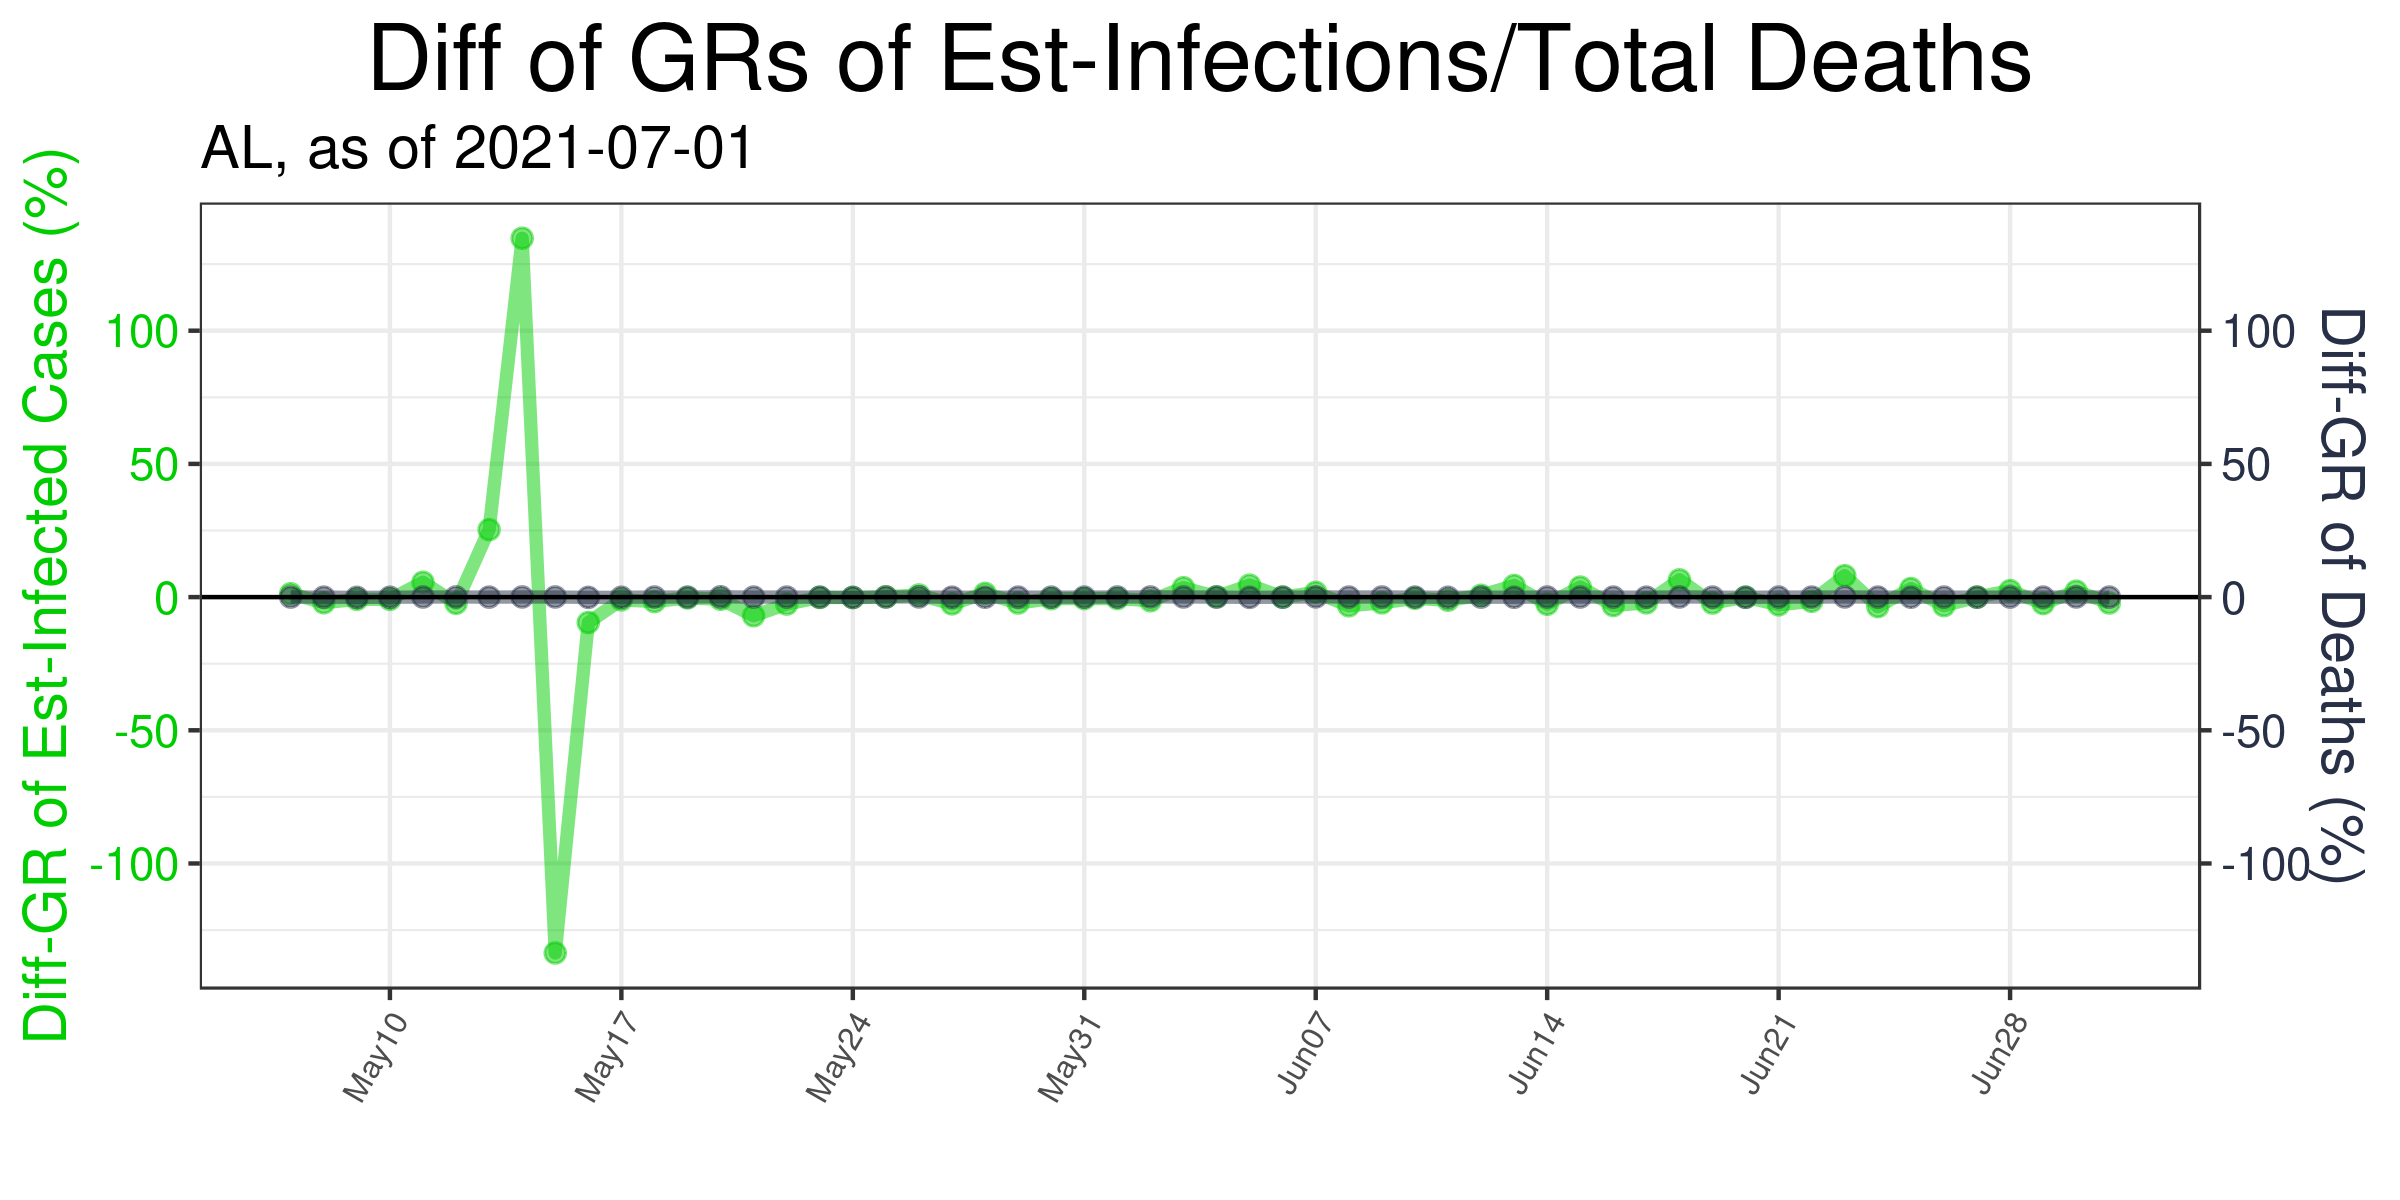 Diff of GRs of Est-Infections/Total Deaths
AL, as of 2021-07-01
Diff-GR of Est-Infected Cases (%)
100
50
0
-50
-100
100
50
0
-50
-100
Diff-GR of Deaths (%)
May10
May17
May24
May31
Jun07
Jun14
Jun21
Jun28